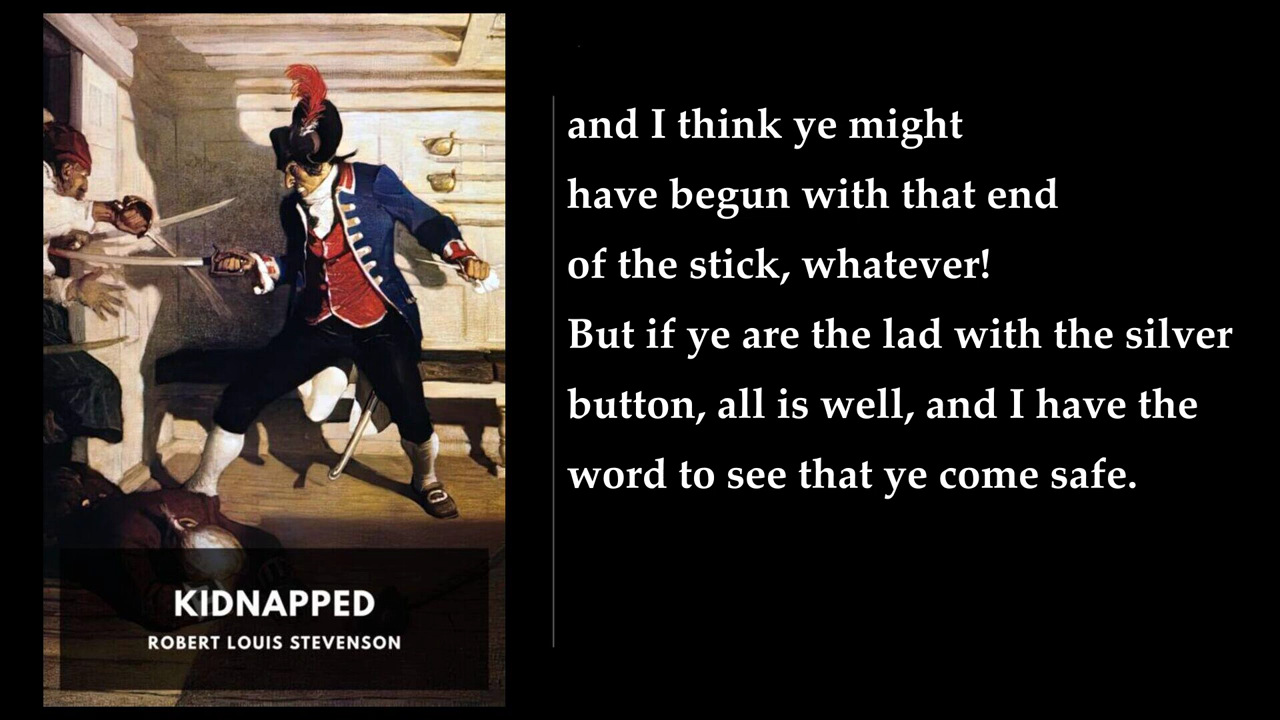 and I think ye might
have begun with that end
of the stick, whatever!
But if ye are the lad with the silver
button, all is well, and I have the
word to see that ye come safe.
KIDNAPPED
ROBERT LOUIS STEVENSON